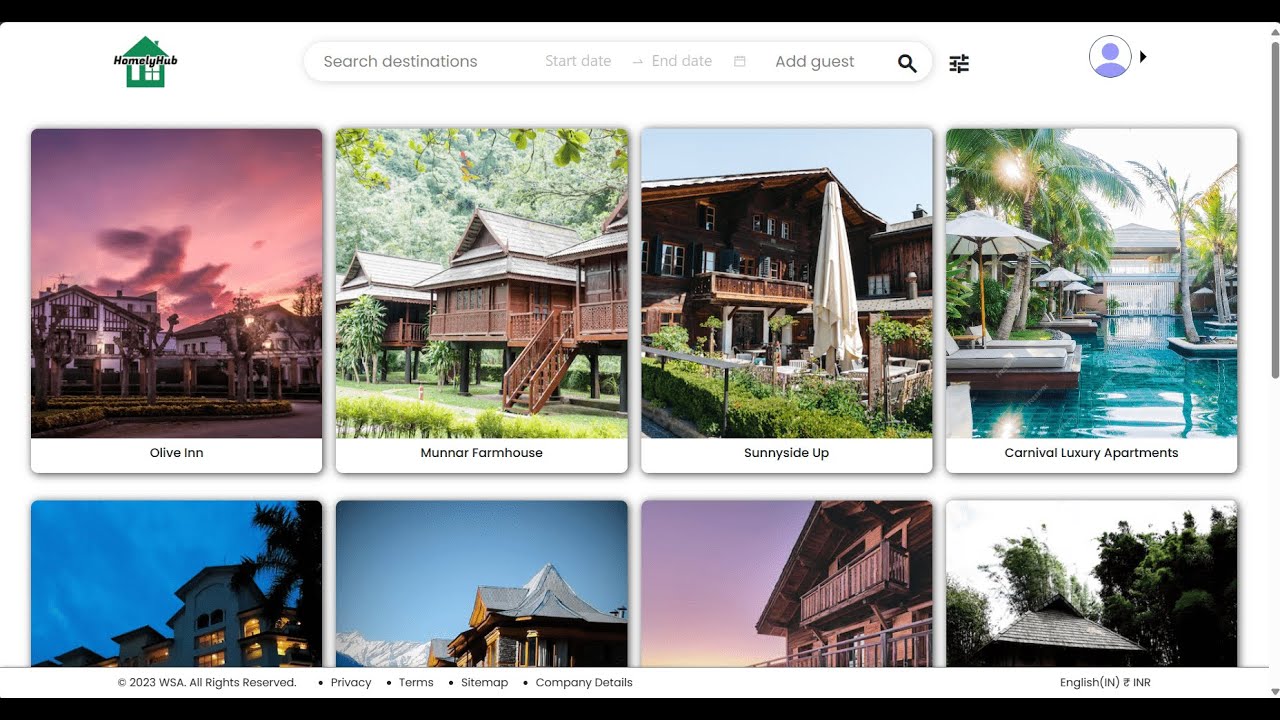 HomelyHub
Search destinations Start date → End date Add guest
Olive Inn Munnar Farmhouse Sunnyside Up Carnival Luxury Apartments
© 2023 WSA. All Rights Reserved. • Privacy • Terms • Sitemap • Company Details English(IN) ₹ INR